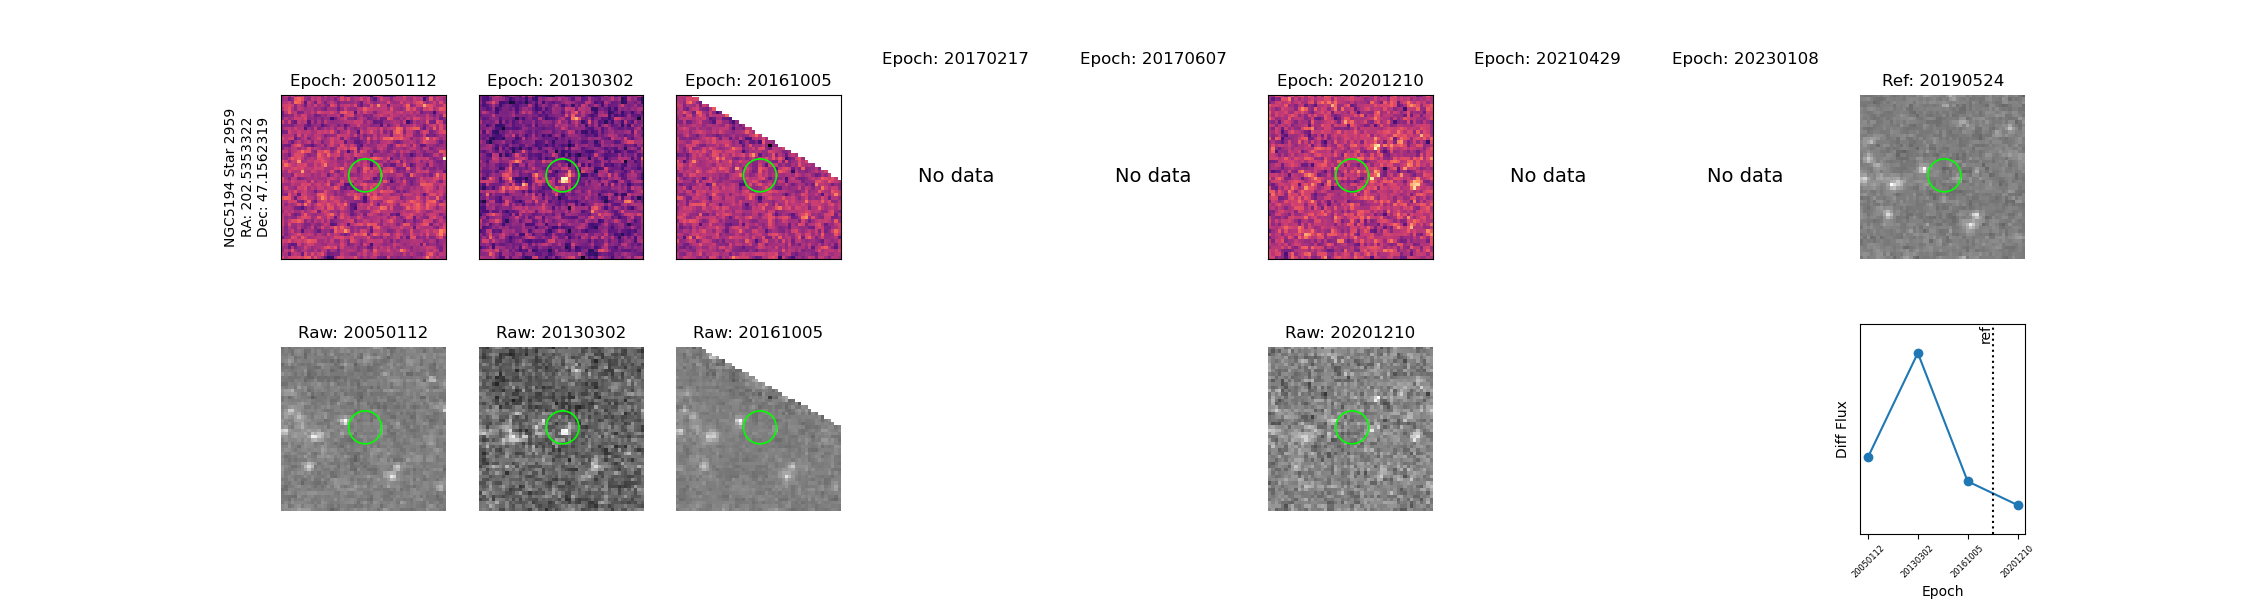 NGC5194 Star 2959
RA: 202.5353322
Dec: 47.1562319
Epoch: 20050112
Epoch: 20130302
Epoch: 20161005
Epoch: 20170217
Epoch: 20170607
Epoch: 20201210
Epoch: 20210429
Epoch: 20230108
Ref: 20190524
No data
No data
No data
No data
Raw: 20050112
Raw: 20130302
Raw: 20161005
Raw: 20201210
ref
Diff Flux
20050112
20130302
20161005
20201210
Epoch